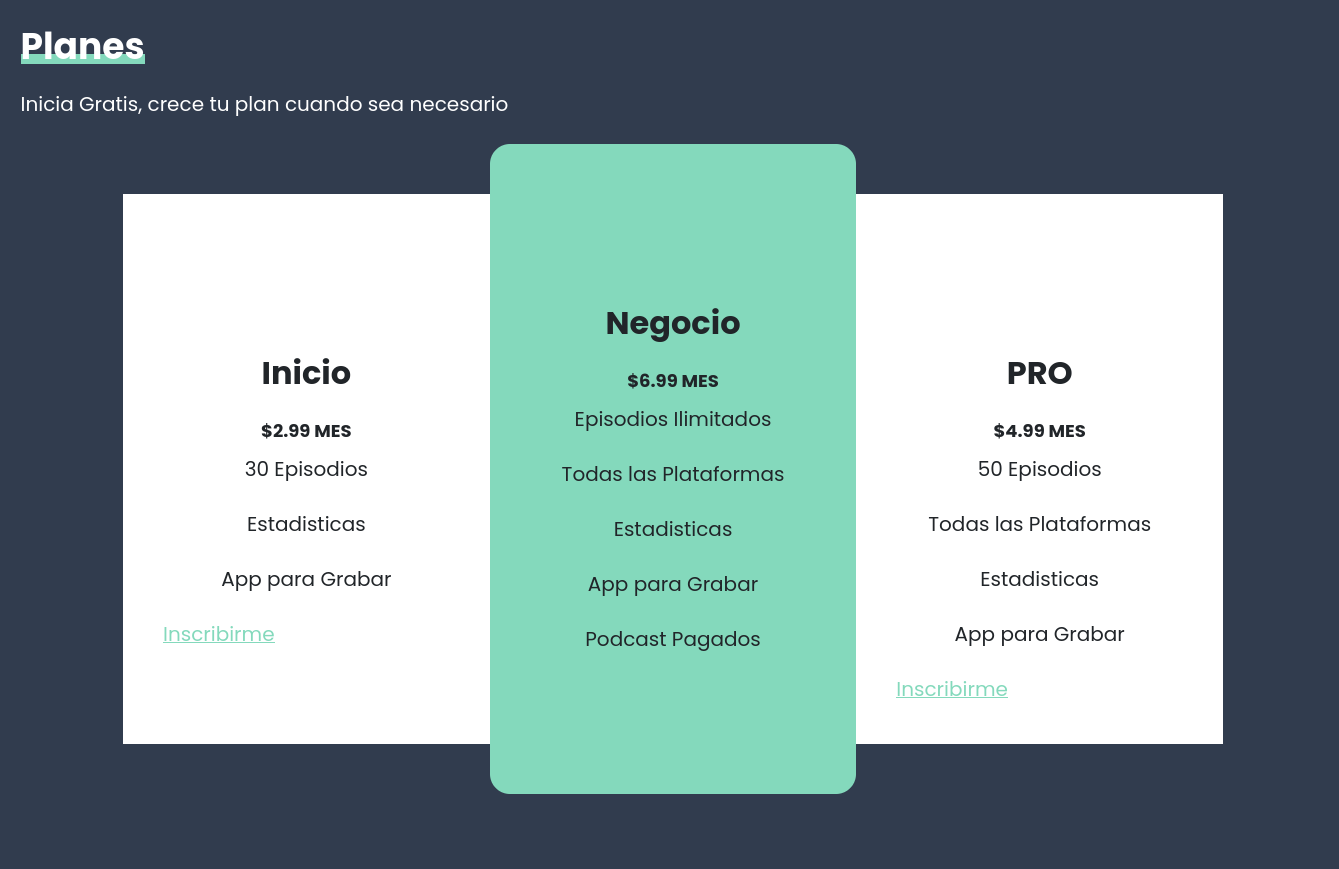 Planes
Inicia Gratis, crece tu plan cuando sea necesario
Inicio
$2.99 MES
30 Episodios
Estadisticas
App para Grabar
Inscribirme
Negocio
$6.99 MES
Episodios Ilimitados
Todas las Plataformas
Estadisticas
App para Grabar
Podcast Pagados
PRO
$4.99 MES
50 Episodios
Todas las Plataformas
Estadisticas
App para Grabar
Inscribirme